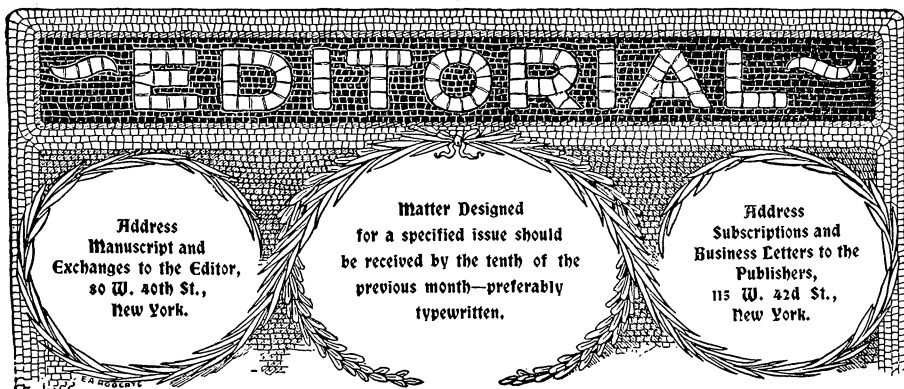 EDITORIAL
Address
Manuscript and
Exchanges to the Editor,
80 W. 40th St.,
New York.
Matter Designed
for a specified issue should
be received by the tenth of the
previous month—preferably
typewritten.
Address
Subscriptions and
Business Letters to the
Publishers,
115 W. 42d St.,
New York.
E.A. ROBERTS